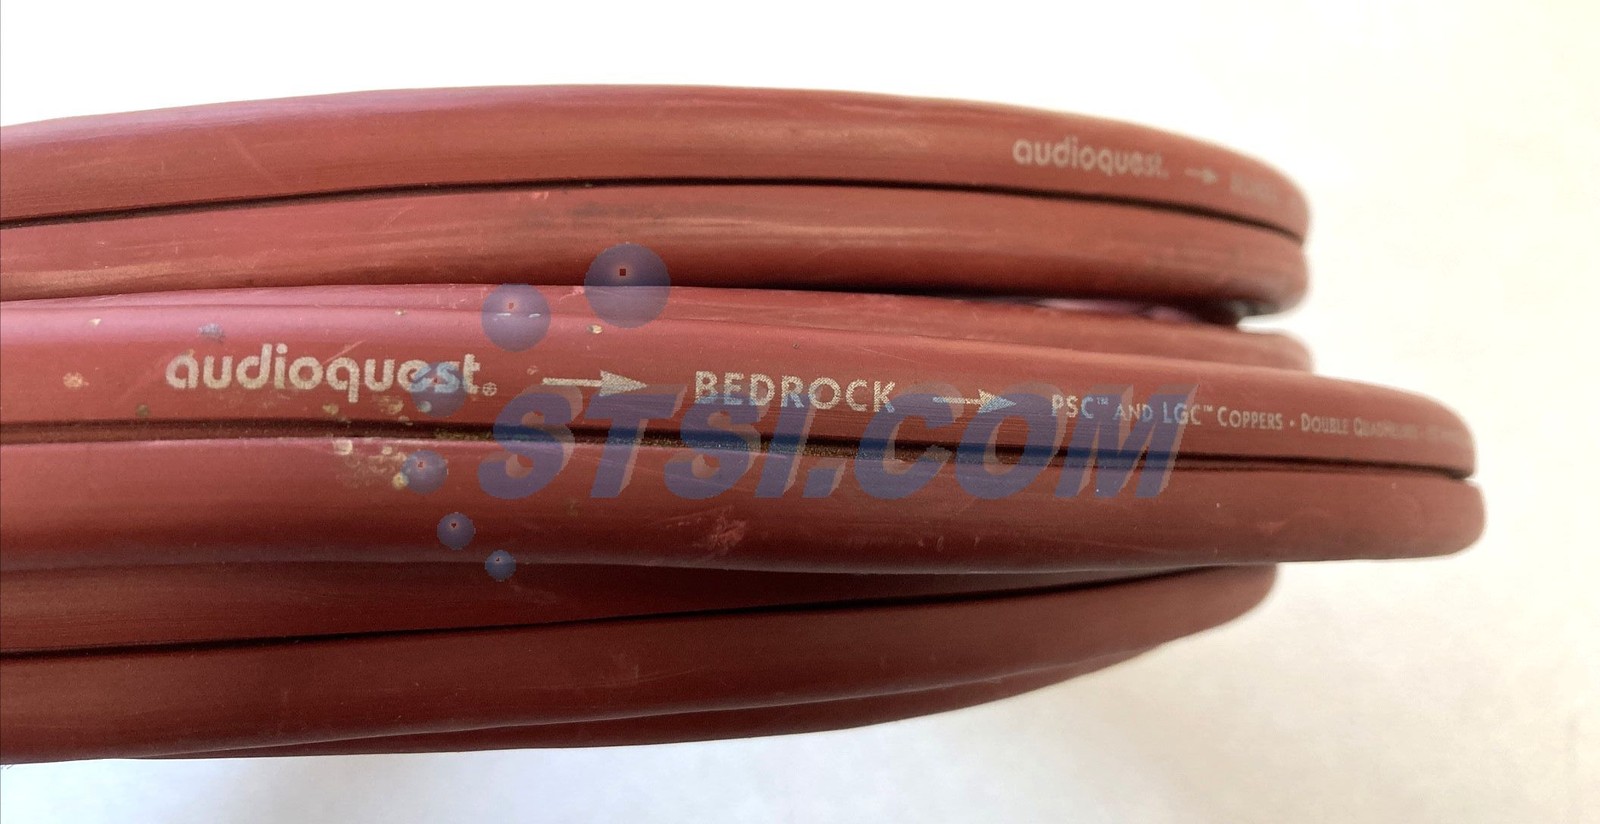 audioquest. →
audioquest® → BEDROCK → PSC™ AND LGC™ COPPERS • DOUBLE
STSI.COM